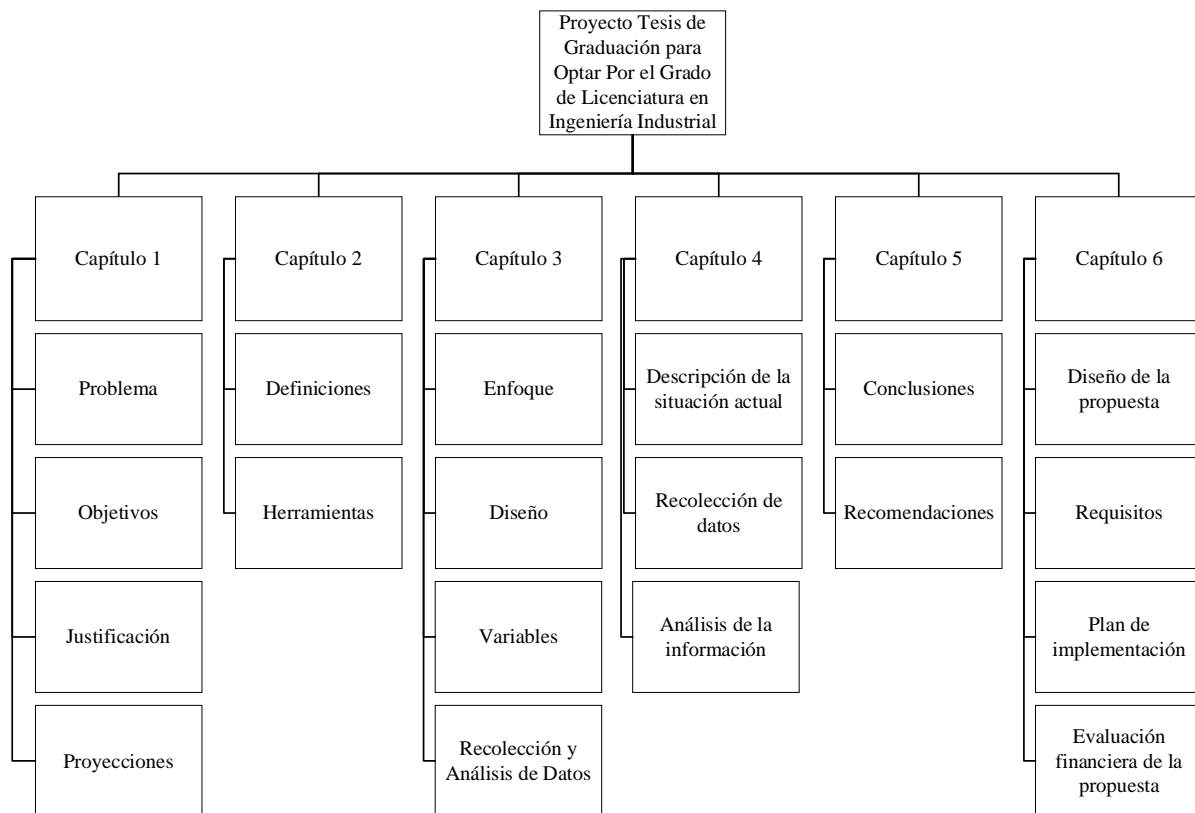 Proyecto Tesis de
Graduación para
Optar Por el Grado
de Licenciatura en
Ingeniería Industrial
Capítulo 1
Problema
Objetivos
Justificación
Proyecciones
Capítulo 2
Definiciones
Herramientas
Capítulo 3
Enfoque
Diseño
Variables
Recolección y
Análisis de Datos
Capítulo 4
Descripción de la
situación actual
Recolección de
datos
Análisis de la
información
Capítulo 5
Conclusiones
Recomendaciones
Capítulo 6
Diseño de la
propuesta
Requisitos
Plan de
implementación
Evaluación
financiera de la
propuesta